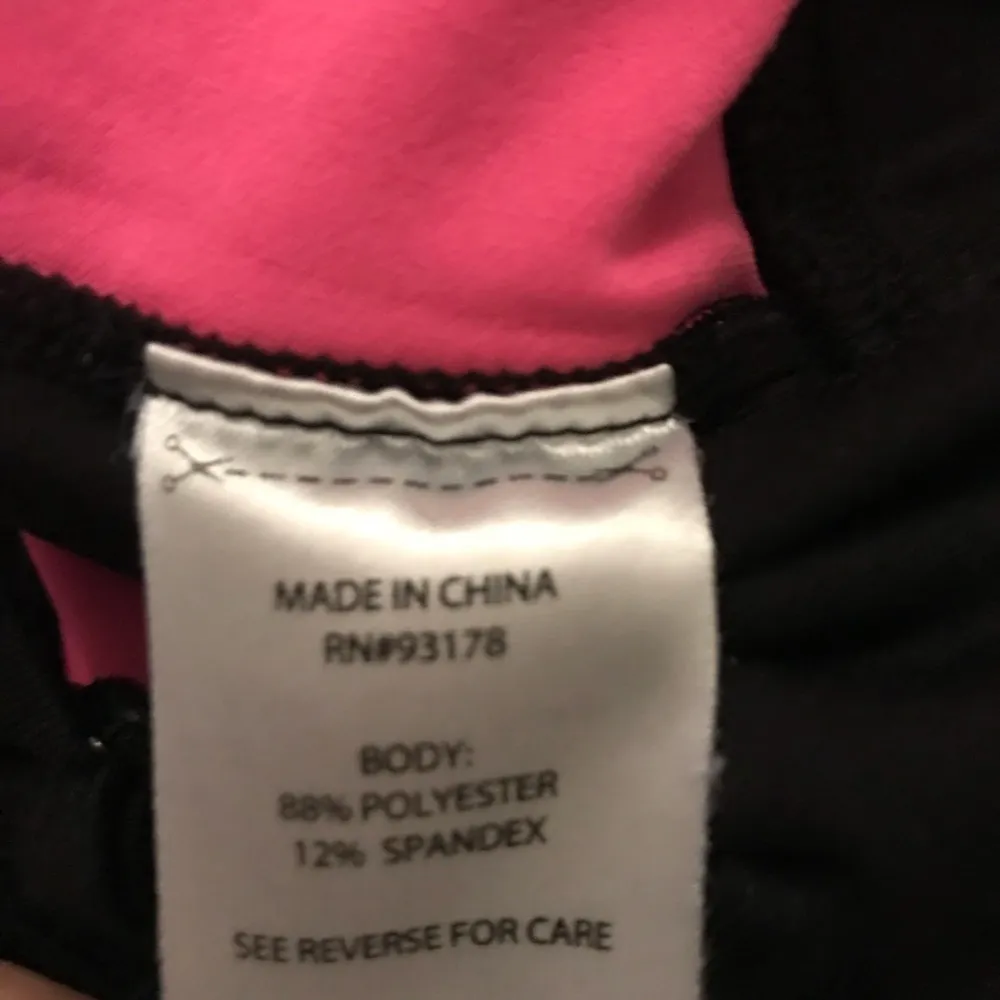 MADE IN CHINA
RN#93178
BODY:
88% POLYESTER
12% SPANDEX
SEE REVERSE FOR CARE